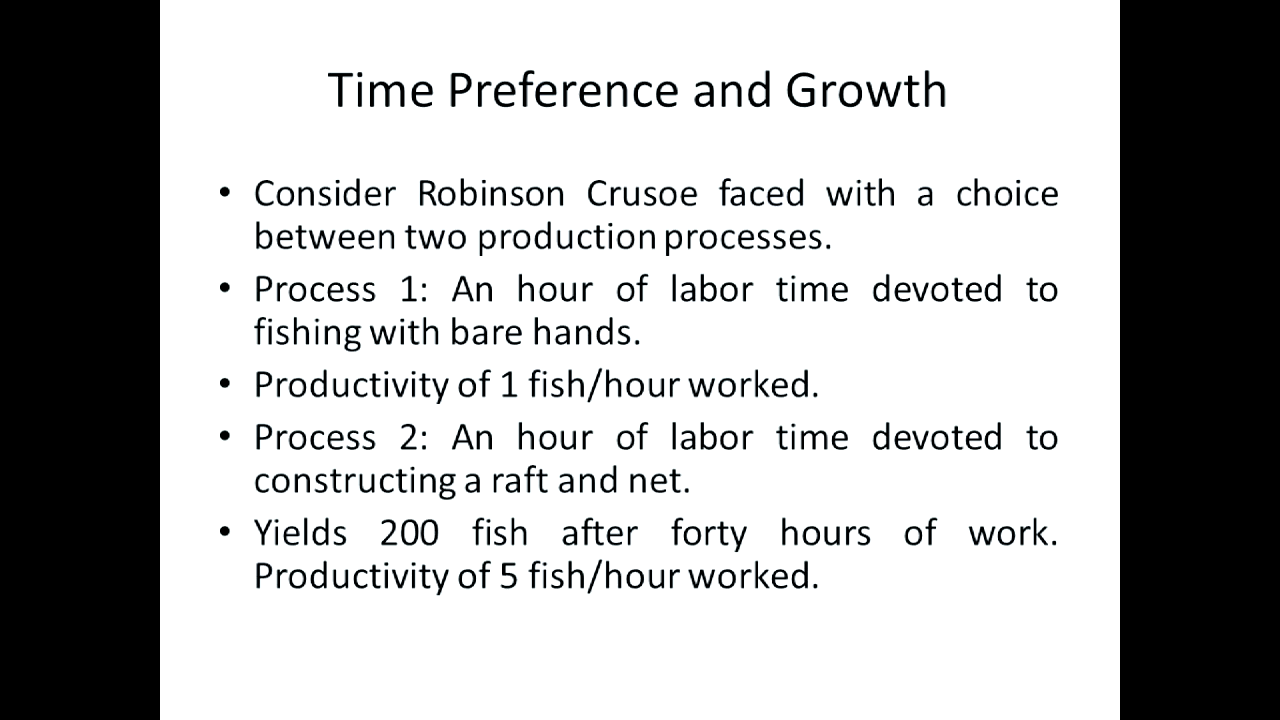 Time Preference and Growth
• Consider Robinson Crusoe faced with a choice
between two production processes.
• Process 1: An hour of labor time devoted to
fishing with bare hands.
• Productivity of 1 fish/hour worked.
• Process 2: An hour of labor time devoted to
constructing a raft and net.
• Yields 200 fish after forty hours of work.
Productivity of 5 fish/hour worked.